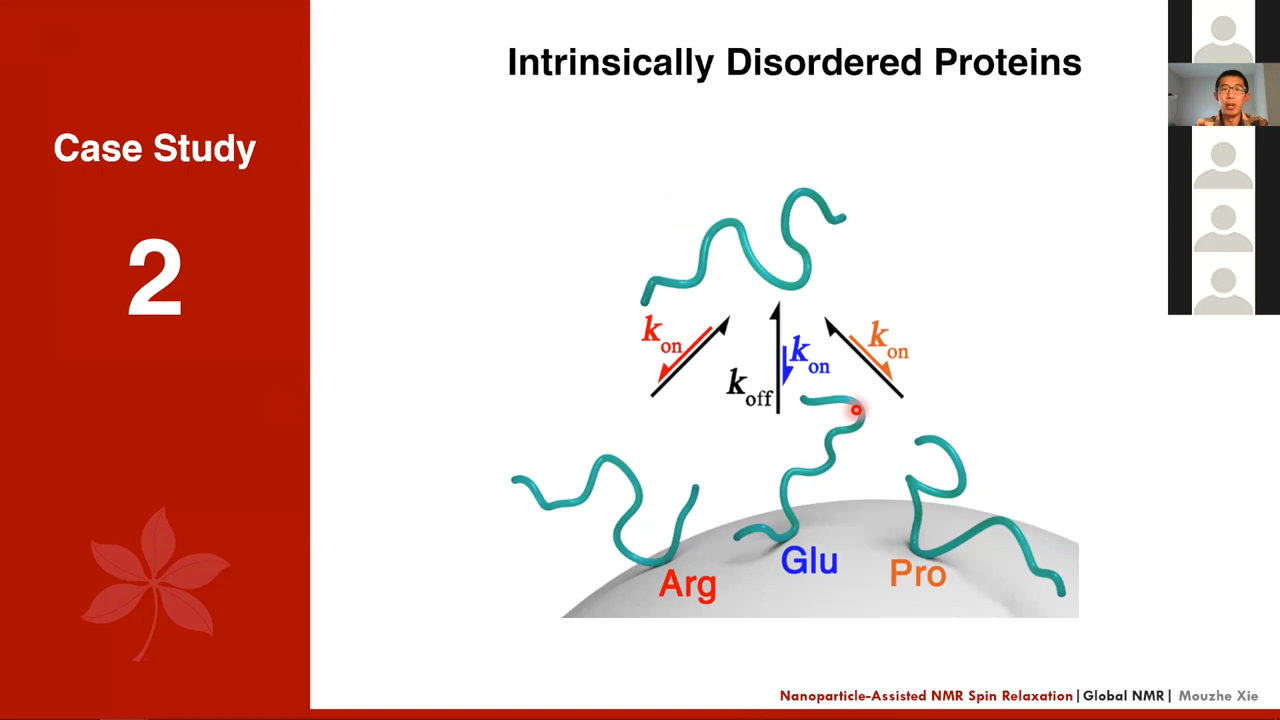 Intrinsically Disordered Proteins
Case Study
2
kon
koff
kon
kon
Arg
Glu
Pro
Nanoparticle-Assisted NMR Spin Relaxation | Global NMR | Mouzhe Xie